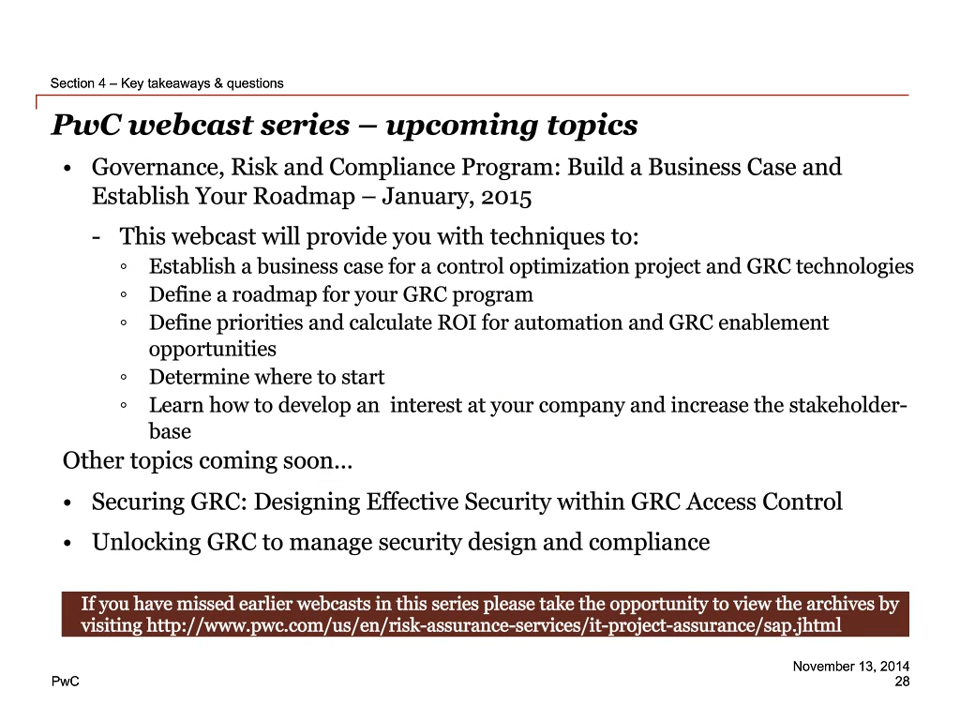 Section 4 – Key takeaways & questions
PwC webcast series – upcoming topics
• Governance, Risk and Compliance Program: Build a Business Case and
Establish Your Roadmap – January, 2015
- This webcast will provide you with techniques to:
◦ Establish a business case for a control optimization project and GRC technologies
◦ Define a roadmap for your GRC program
◦ Define priorities and calculate ROI for automation and GRC enablement
opportunities
◦ Determine where to start
◦ Learn how to develop an  interest at your company and increase the stakeholder-
base
Other topics coming soon…
• Securing GRC: Designing Effective Security within GRC Access Control
• Unlocking GRC to manage security design and compliance
If you have missed earlier webcasts in this series please take the opportunity to view the archives by
visiting http://www.pwc.com/us/en/risk-assurance-services/it-project-assurance/sap.jhtml
November 13, 2014
PwC
28